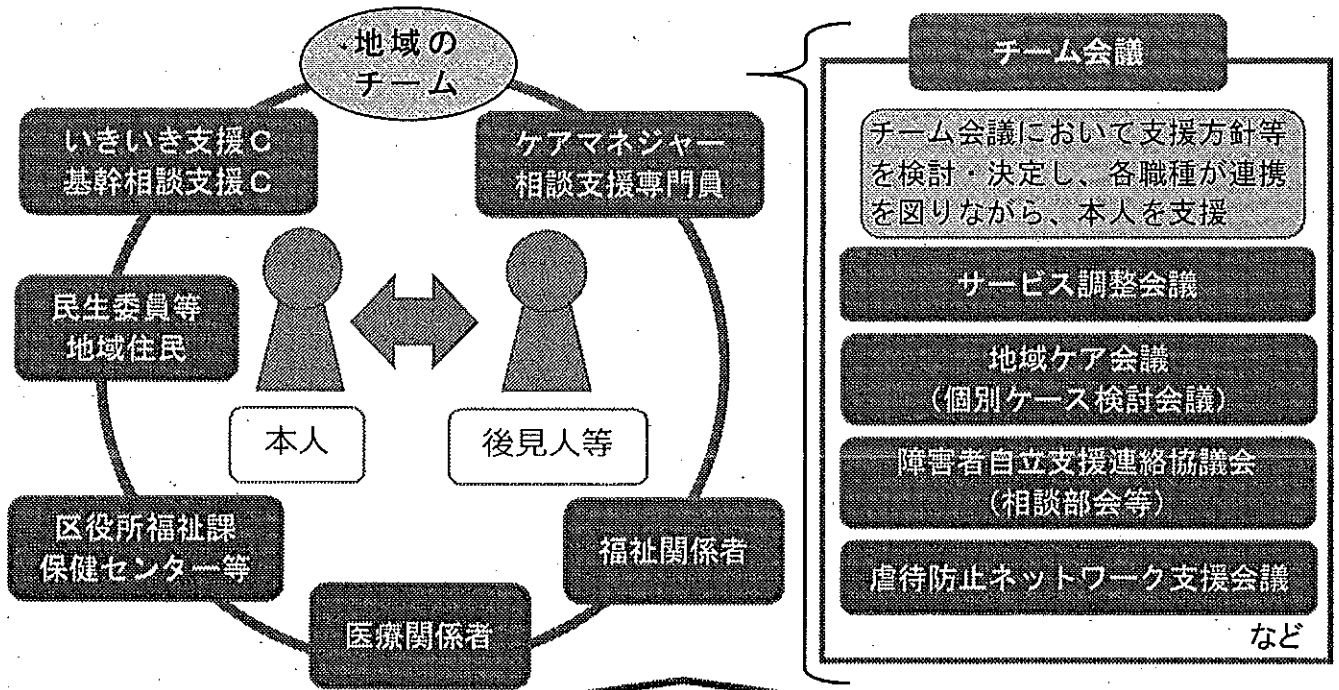 地域の
チーム
いきいき支援C
基幹相談支援C
ケアマネジャー
相談支援専門員
民生委員等
地域住民
本人
後見人等
区役所福祉課
保健センター等
福祉関係者
医療関係者
チーム会議
チーム会議において支援方針等
を検討・決定し、各職種が連携
を図りながら、本人を支援
サービス調整会議
地域ケア会議
(個別ケース検討会議)
障害者自立支援連絡協議会
(相談部会等)
虐待防止ネットワーク支援会議
など